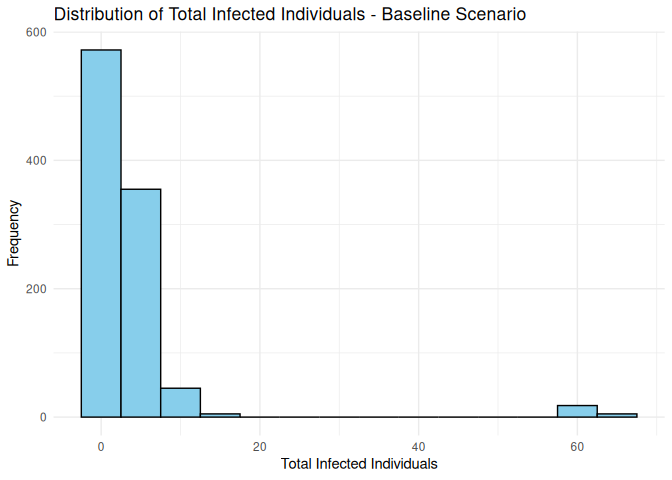 Distribution of Total Infected Individuals - Baseline Scenario
600
400
200
0
Frequency
0 20 40 60
Total Infected Individuals